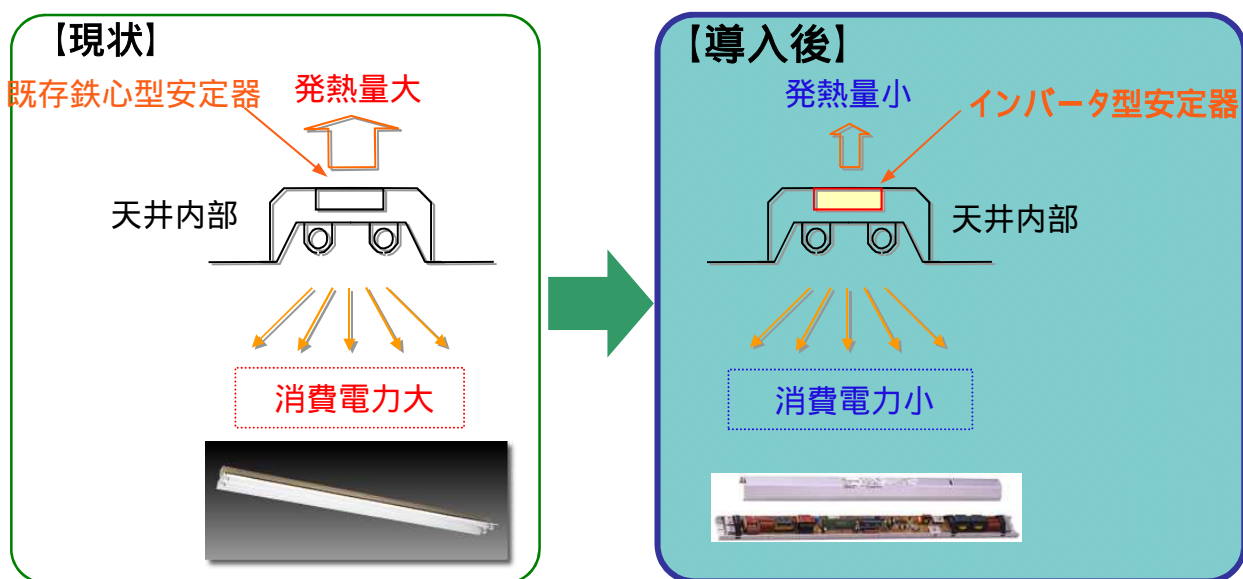 【現状】
既存鉄心型安定器
発熱量大
天井内部
消費電力大
【導入後】
発熱量小
インバータ型安定器
天井内部
消費電力小